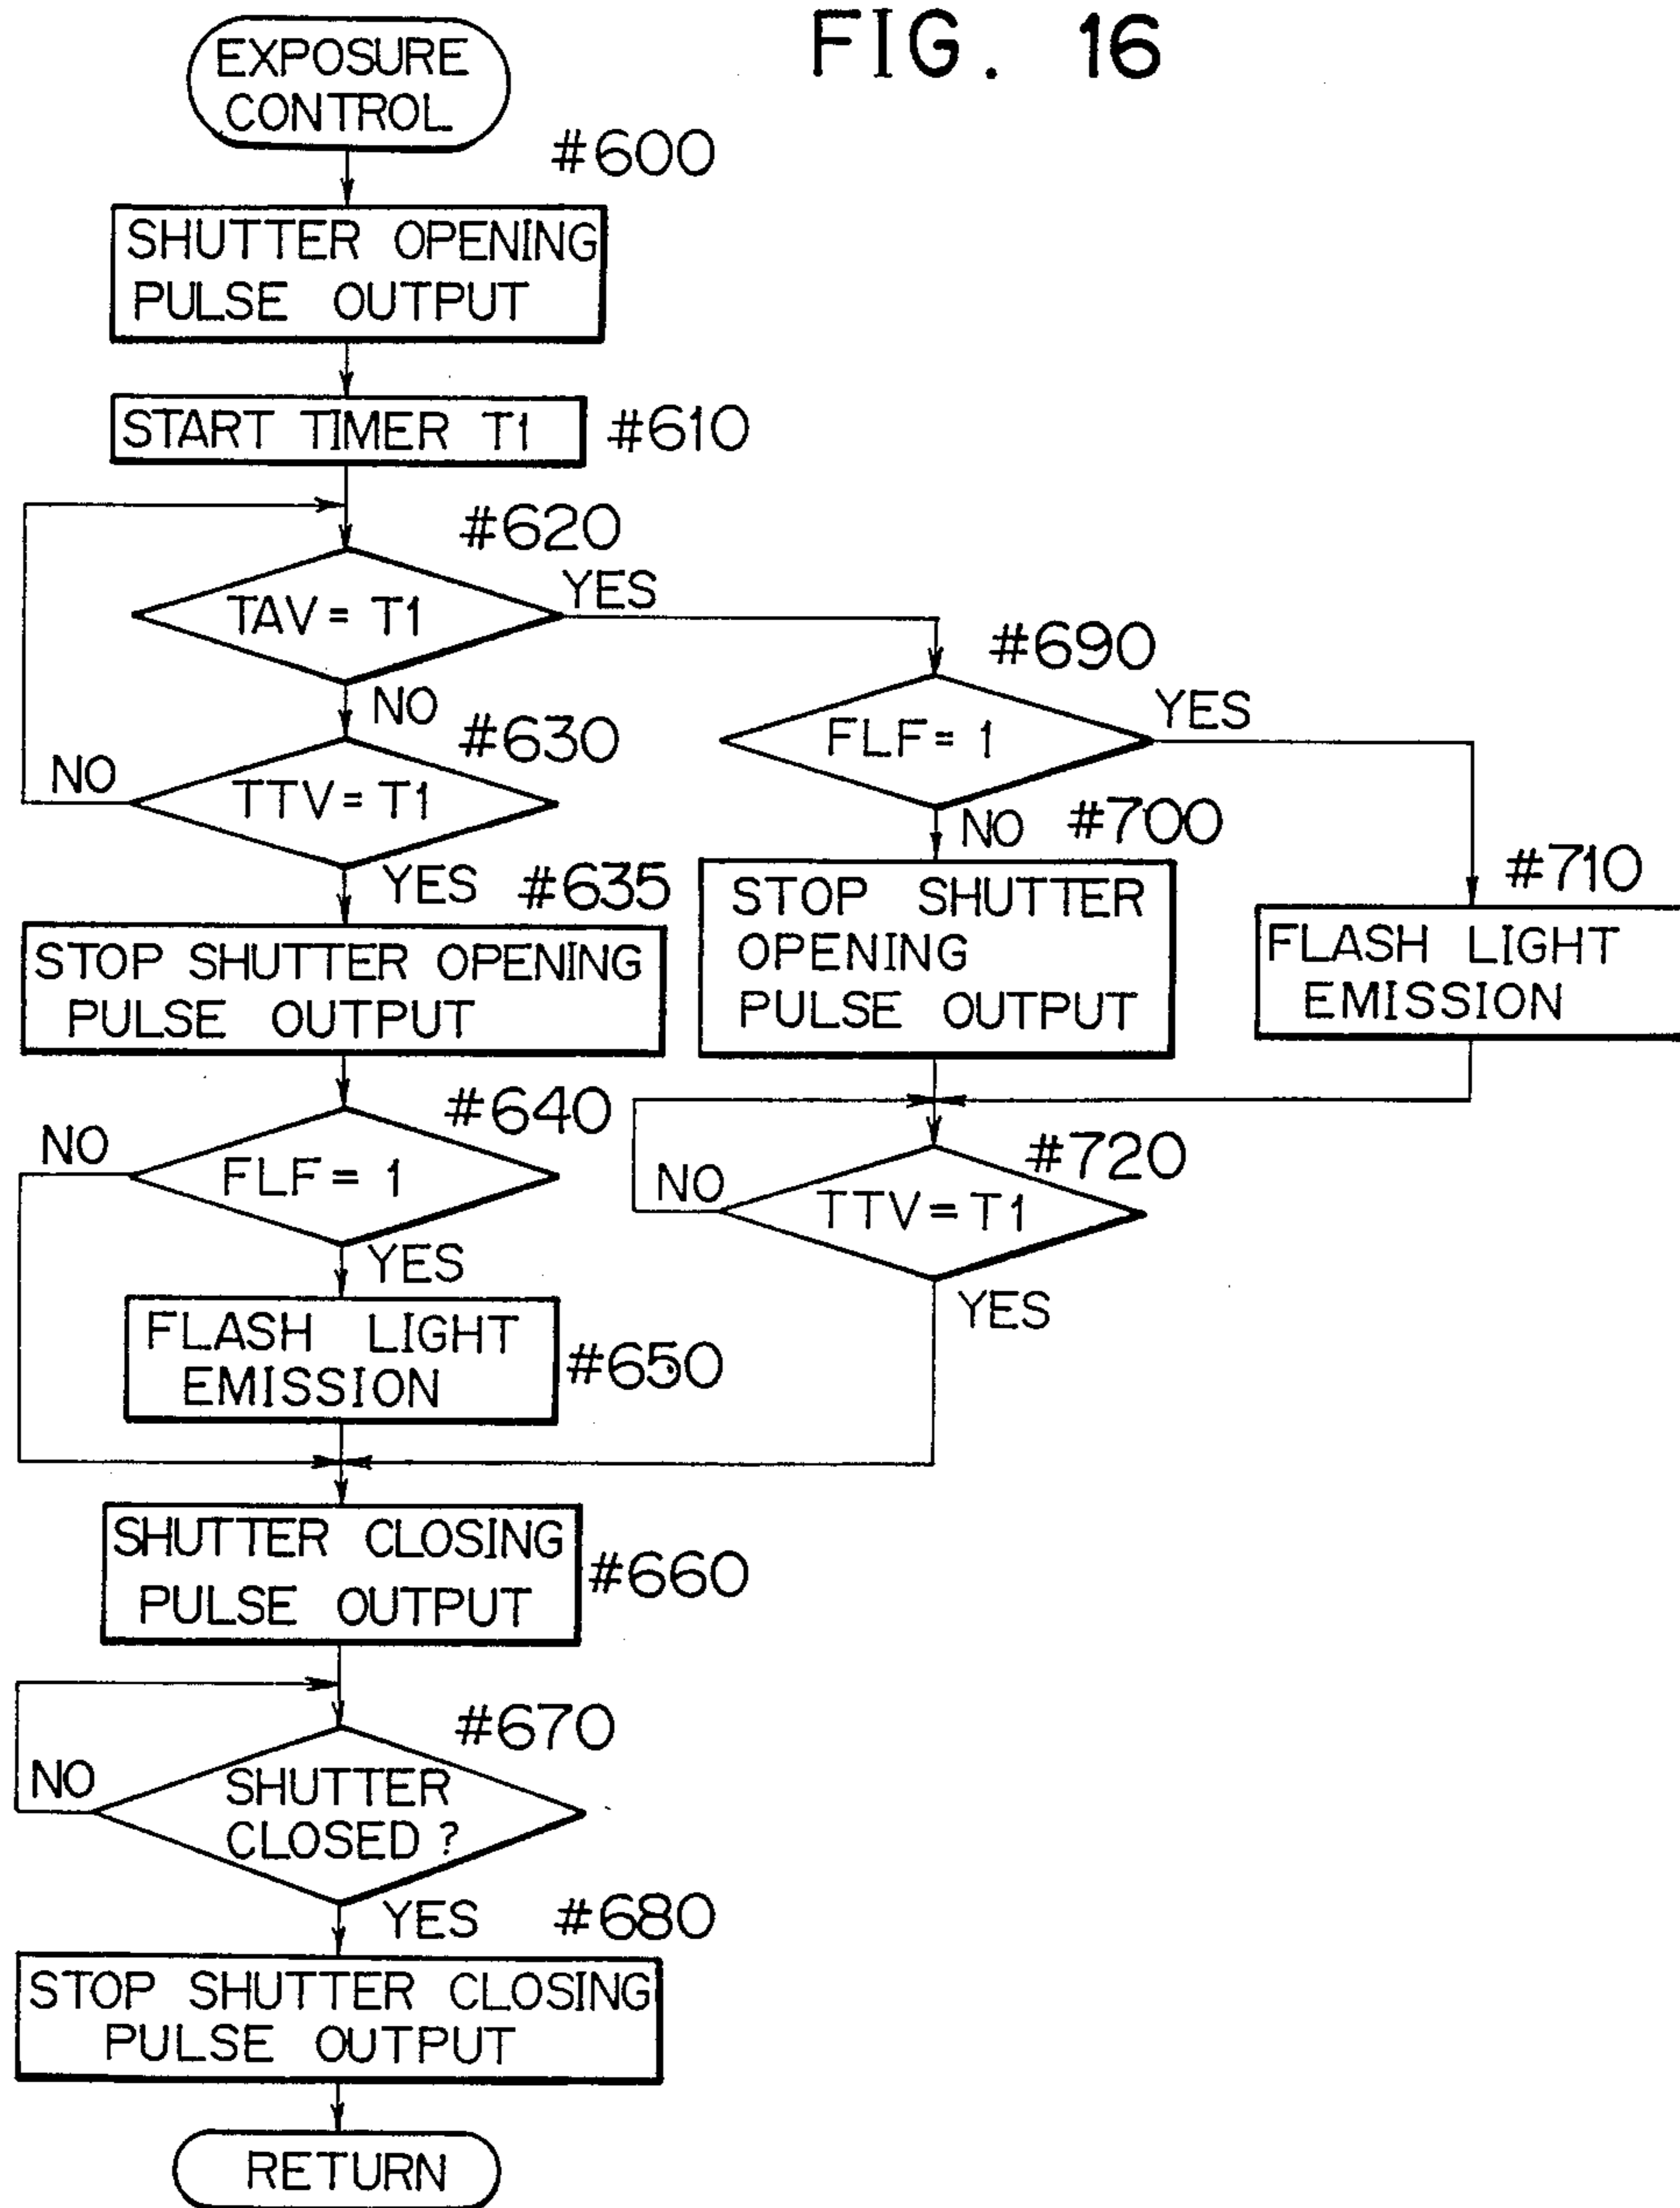 FIG. 16
EXPOSURE
CONTROL
#600
SHUTTER OPENING
PULSE OUTPUT
START TIMER T1
#610
#620
TAV = T1
YES
NO
#630
NO
TTV = T1
YES
#635
STOP SHUTTER OPENING
PULSE OUTPUT
#640
NO
FLF = 1
YES
FLASH LIGHT
EMISSION
#650
#690
FLF = 1
YES
NO
#700
STOP SHUTTER
OPENING
PULSE OUTPUT
#710
FLASH LIGHT
EMISSION
#720
NO
TTV = T1
YES
SHUTTER CLOSING
PULSE OUTPUT
#660
#670
NO
SHUTTER
CLOSED ?
YES
#680
STOP SHUTTER CLOSING
PULSE OUTPUT
RETURN